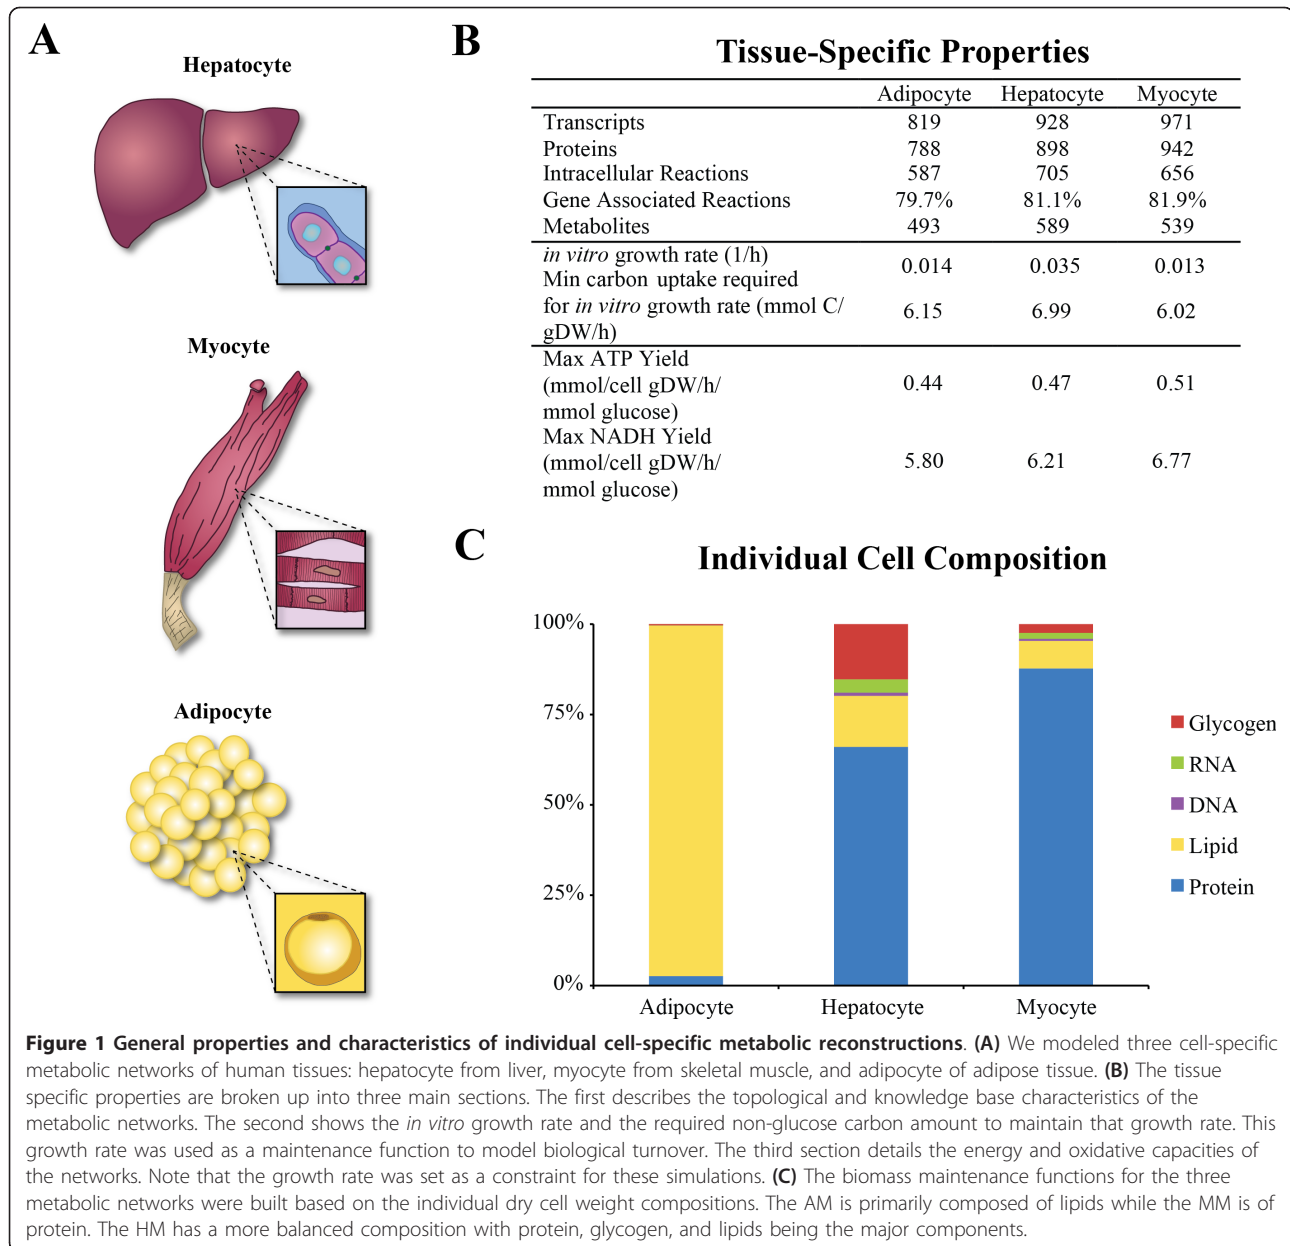 A
Hepatocyte
Myocyte
Adipocyte
B
Tissue-Specific Properties
Adipocyte Hepatocyte Myocyte
Transcripts 819 928 971
Proteins 788 898 942
Intracellular Reactions 587 705 656
Gene Associated Reactions 79.7% 81.1% 81.9%
Metabolites 493 589 539
in vitro growth rate (1/h) 0.014 0.035 0.013
Min carbon uptake required
for in vitro growth rate (mmol C/ 6.15 6.99 6.02
gDW/h)
Max ATP Yield
(mmol/cell gDW/h/ 0.44 0.47 0.51
mmol glucose)
Max NADH Yield
(mmol/cell gDW/h/ 5.80 6.21 6.77
mmol glucose)
C
Individual Cell Composition
100%
75%
50%
25%
0%
Adipocyte Hepatocyte Myocyte
Glycogen
RNA
DNA
Lipid
Protein
Figure 1 General properties and characteristics of individual cell-specific metabolic reconstructions. (A) We modeled three cell-specific
metabolic networks of human tissues: hepatocyte from liver, myocyte from skeletal muscle, and adipocyte of adipose tissue. (B) The tissue
specific properties are broken up into three main sections. The first describes the topological and knowledge base characteristics of the
metabolic networks. The second shows the in vitro growth rate and the required non-glucose carbon amount to maintain that growth rate. This
growth rate was used as a maintenance function to model biological turnover. The third section details the energy and oxidative capacities of
the networks. Note that the growth rate was set as a constraint for these simulations. (C) The biomass maintenance functions for the three
metabolic networks were built based on the individual dry cell weight compositions. The AM is primarily composed of lipids while the MM is of
protein. The HM has a more balanced composition with protein, glycogen, and lipids being the major components.